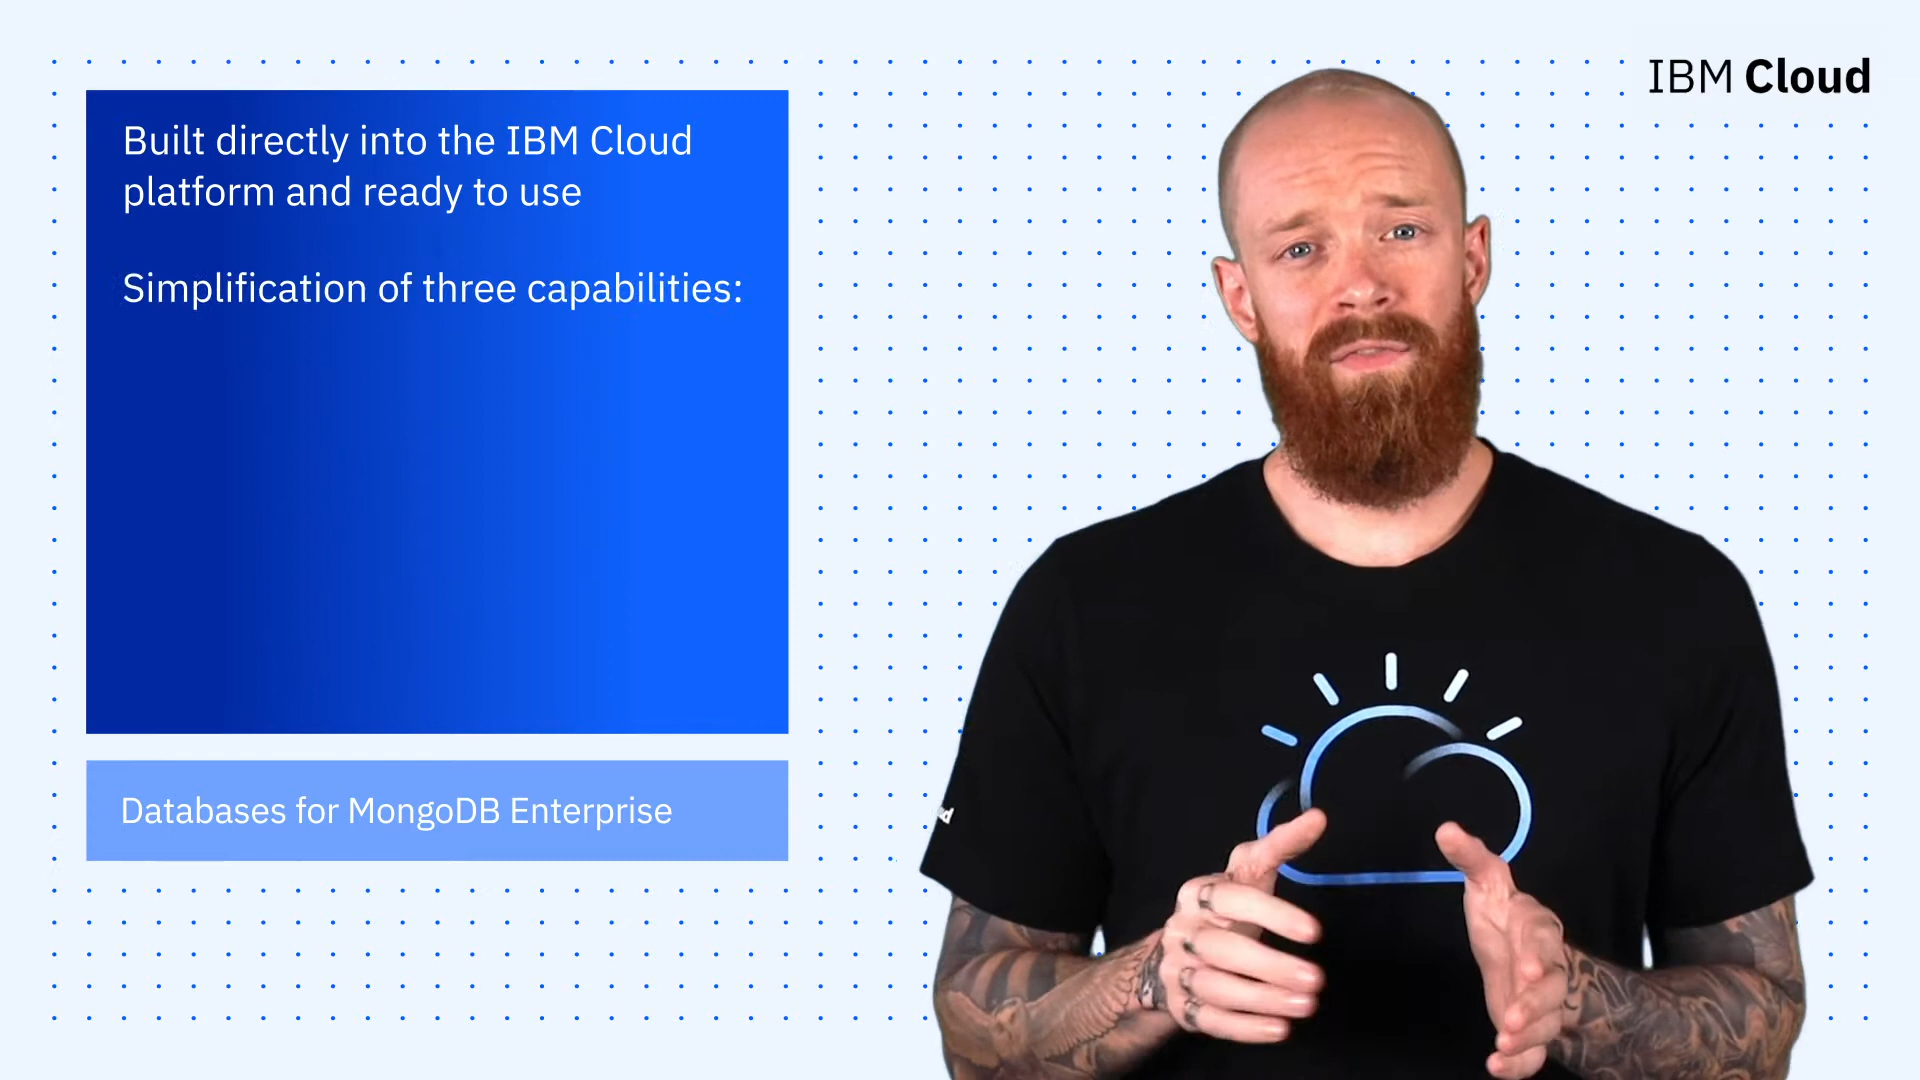 IBM Cloud
Built directly into the IBM Cloud
platform and ready to use
Simplification of three capabilities:
Databases for MongoDB Enterprise